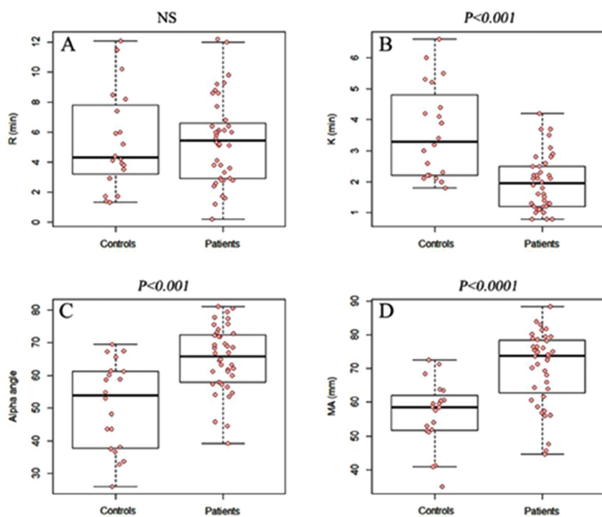 NS
A
R (min)
12
10
8
6
4
2
0
Controls
Patients
P<0.001
B
K (min)
6
5
4
3
2
1
Controls
Patients
P<0.001
C
Alpha angle
80
70
60
50
40
30
Controls
Patients
P<0.0001
D
MA (mm)
90
80
70
60
50
40
Controls
Patients